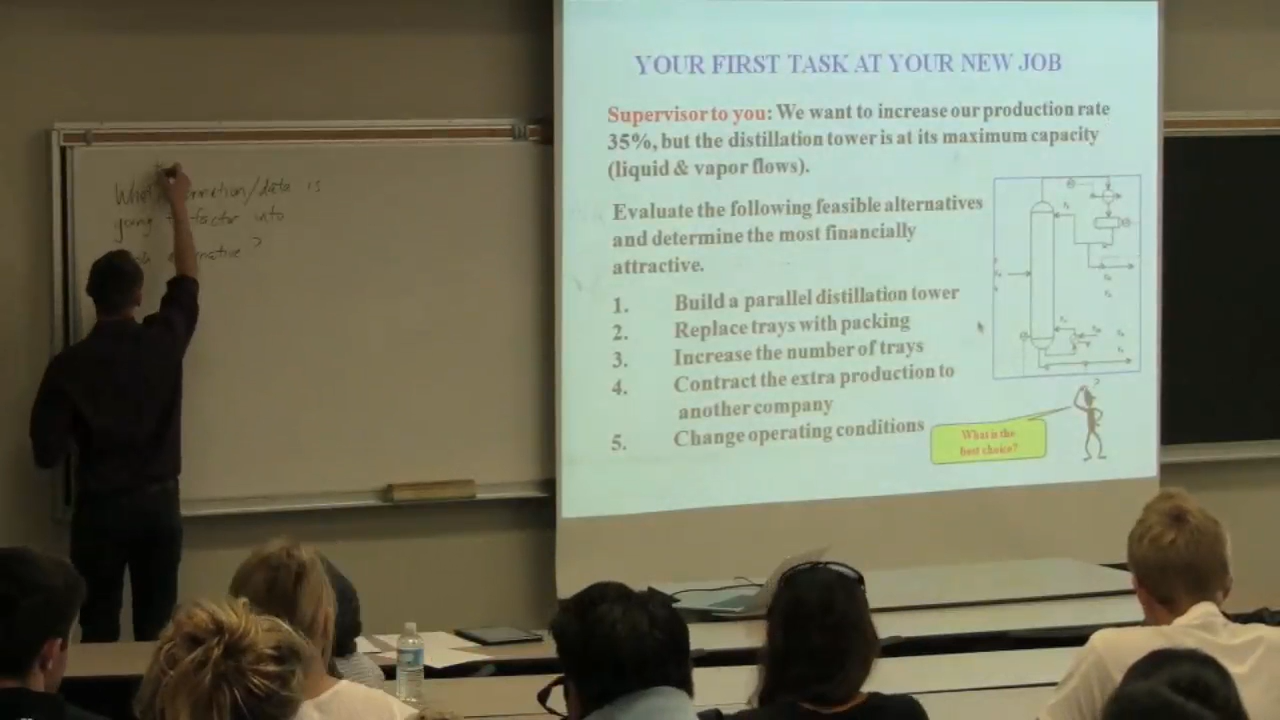 What information/data is
going to factor into
each alternative ?
YOUR FIRST TASK AT YOUR NEW JOB
Supervisor to you: We want to increase our production rate
35%, but the distillation tower is at its maximum capacity
(liquid & vapor flows).
Evaluate the following feasible alternatives
and determine the most financially
attractive.
1. Build a parallel distillation tower
2. Replace trays with packing
3. Increase the number of trays
4. Contract the extra production to
another company
5. Change operating conditions
What is the
best choice?
?